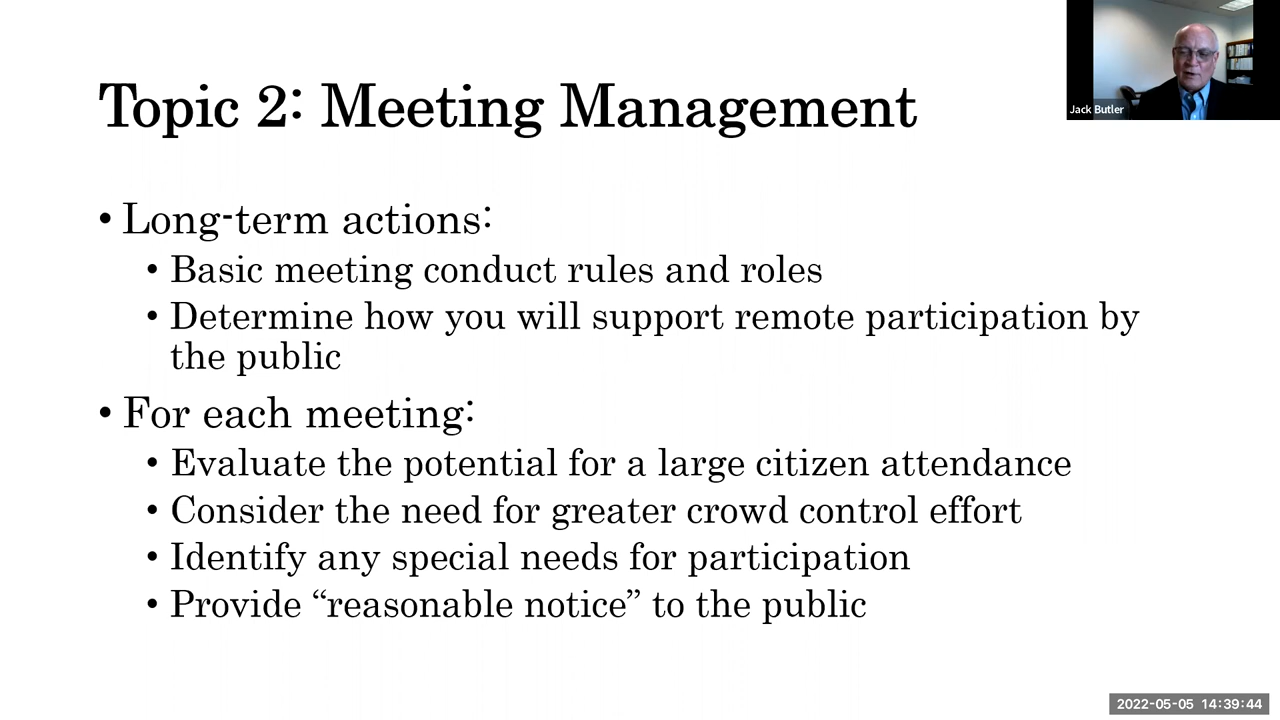 Jack Butler
Topic 2: Meeting Management
• Long-term actions:
• Basic meeting conduct rules and roles
• Determine how you will support remote participation by
the public
• For each meeting:
• Evaluate the potential for a large citizen attendance
• Consider the need for greater crowd control effort
• Identify any special needs for participation
• Provide “reasonable notice” to the public
2022-05-05 14:39:44